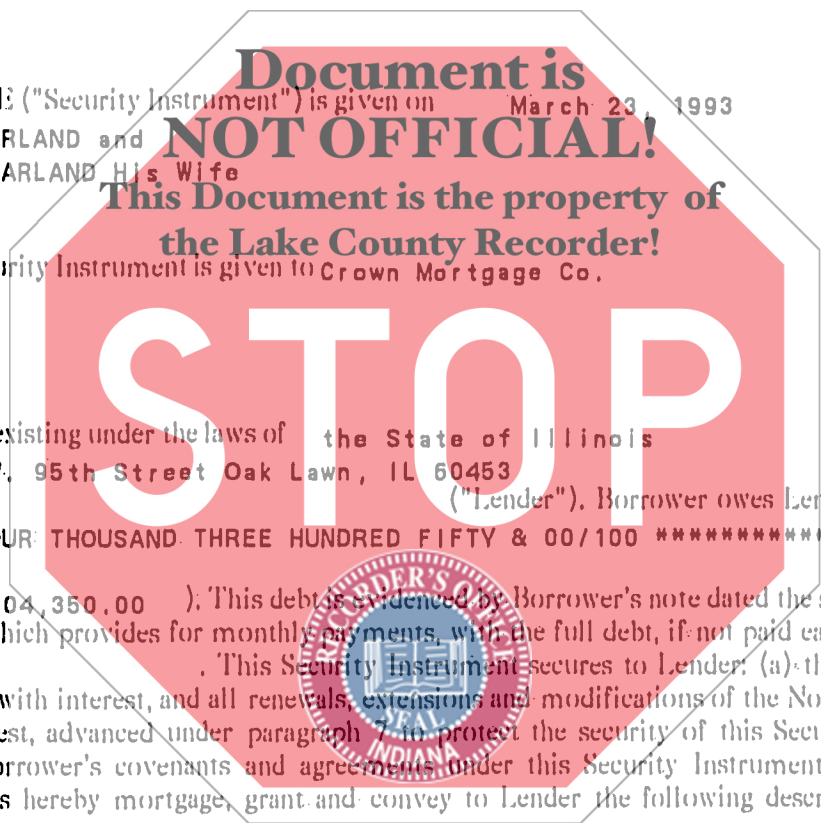 Document is
("Security Instrument") is given on March 23, 1993
RLAND and
NOT OFFICIAL!
ARLAND His Wife
This Document is the property of
the Lake County Recorder!
urity Instrument is given to Crown Mortgage Co.
STOP
existing under the laws of the State of Illinois
95th Street Oak Lawn, IL 60453
("Lender"). Borrower owes Len
UR THOUSAND THREE HUNDRED FIFTY & 00/100 ************
04,350.00 ). This debt is evidenced by Borrower's note dated the s
hich provides for monthly payments, with the full debt, if not paid ea
. This Security Instrument secures to Lender: (a) th
with interest, and all renewals, extensions and modifications of the No
est, advanced under paragraph 7 to protect the security of this Secu
orrower's covenants and agreements under this Security Instrument
s hereby mortgage, grant and convey to Lender the following descr
RECORDER'S OFFICE
SEAL
INDIANA